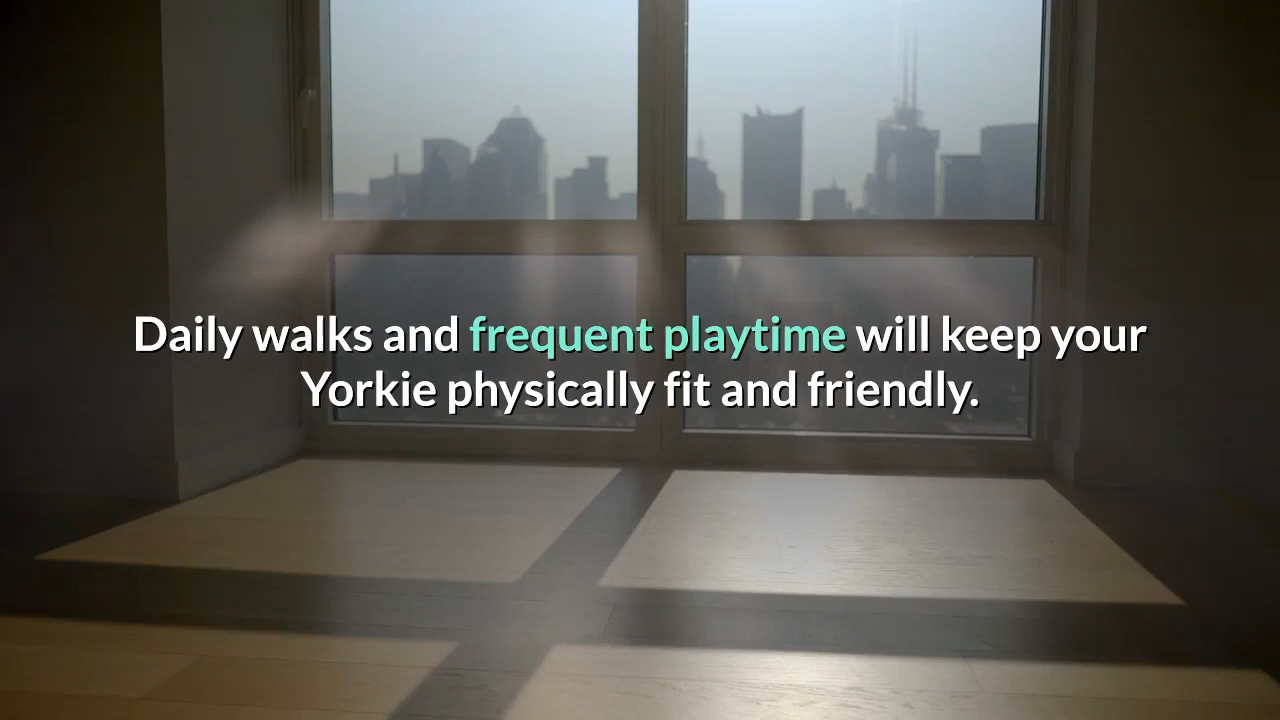 Daily walks and frequent playtime will keep your
Yorkie physically fit and friendly.